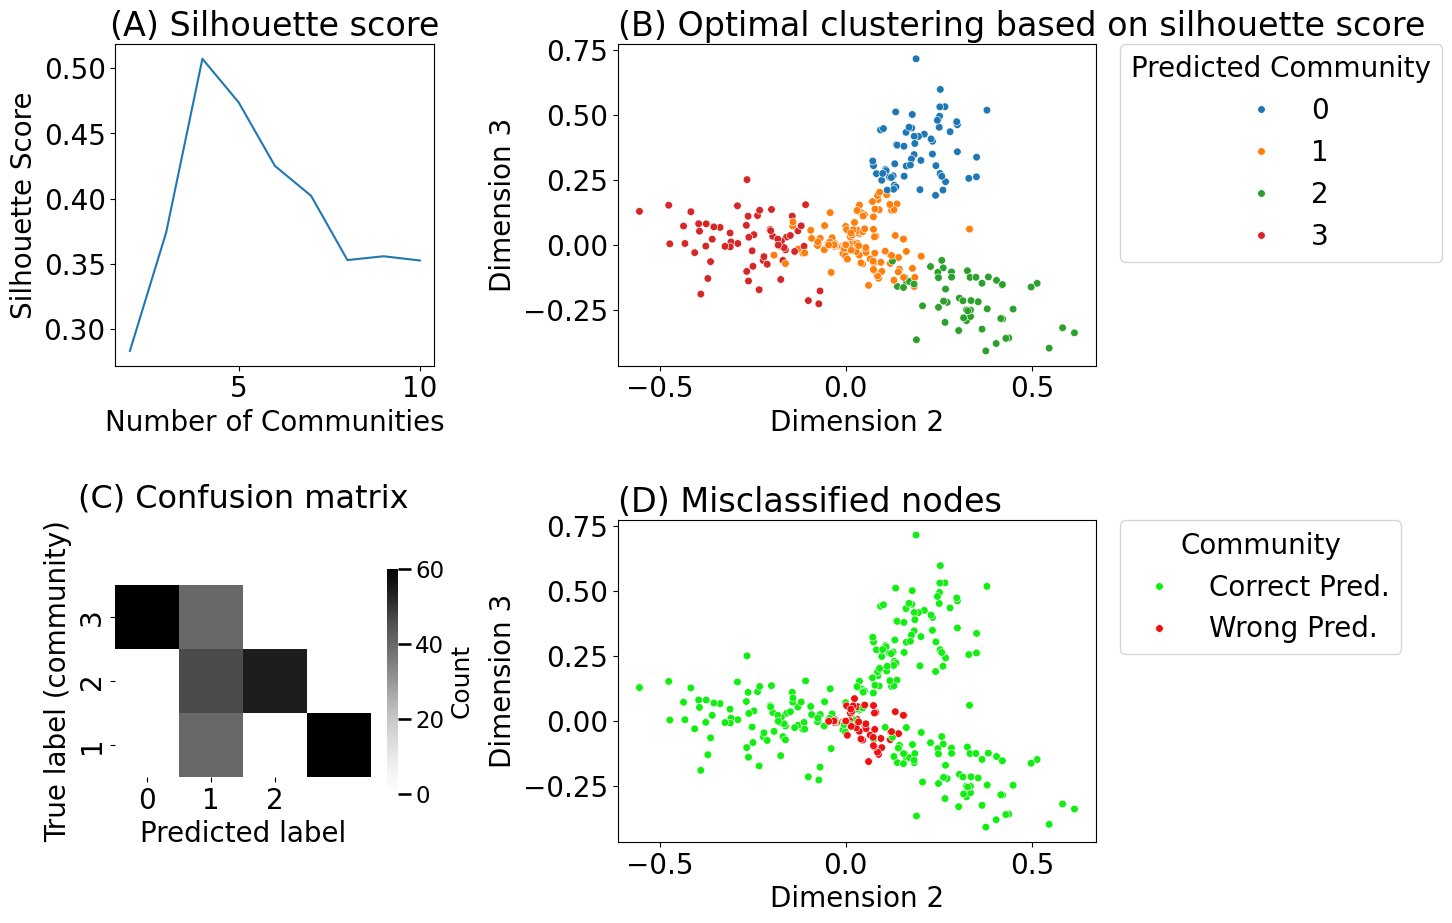 (A) Silhouette score
0.50
0.45
0.40
0.35
0.30
Silhouette Score
5
10
Number of Communities
(B) Optimal clustering based on silhouette score
0.75
0.50
0.25
0.00
−0.25
Dimension 3
−0.5
0.0
0.5
Dimension 2
Predicted Community
0
1
2
3
(C) Confusion matrix
True label (community)
3
2
1
0
1
2
Predicted label
60
40
20
0
Count
(D) Misclassified nodes
0.75
0.50
0.25
0.00
−0.25
Dimension 3
−0.5
0.0
0.5
Dimension 2
Community
Correct Pred.
Wrong Pred.